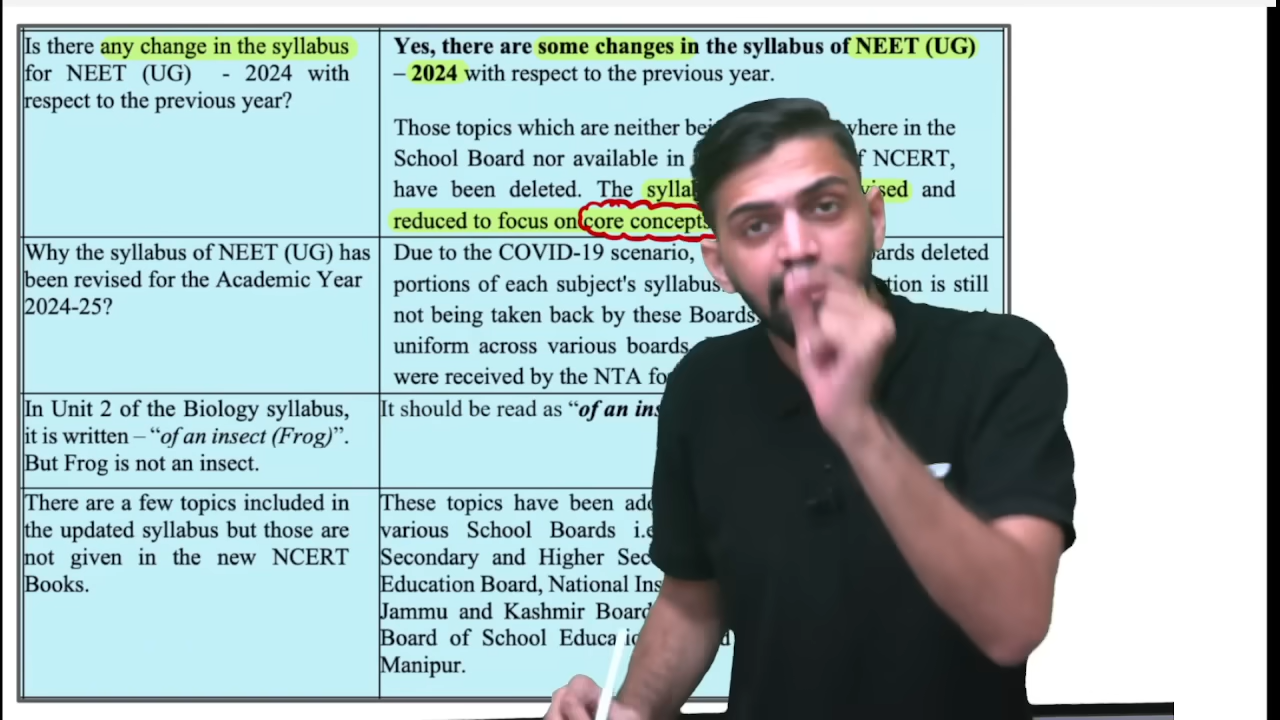 Is there any change in the syllabus
for NEET (UG) - 2024 with
respect to the previous year?
Yes, there are some changes in the syllabus of NEET (UG)
– 2024 with respect to the previous year.
Those topics which are neither where in the
School Board nor available in NCERT,
have been deleted. The and
reduced to focus on core concepts
Why the syllabus of NEET (UG) has
been revised for the Academic Year
2024-25?
Due to the COVID-19 scenario, deleted
portions of each subject's syllabus. is still
not being taken back by these Boards.
uniform across various boards.
were received by the NTA
In Unit 2 of the Biology syllabus,
it is written – “of an insect (Frog)”.
But Frog is not an insect.
It should be read as “of an
There are a few topics included in
the updated syllabus but those are
not given in the new NCERT
Books.
These topics have been
various School Boards i.e
Secondary and Higher
Education Board, National
Jammu and Kashmir Board
Board of School
Manipur.